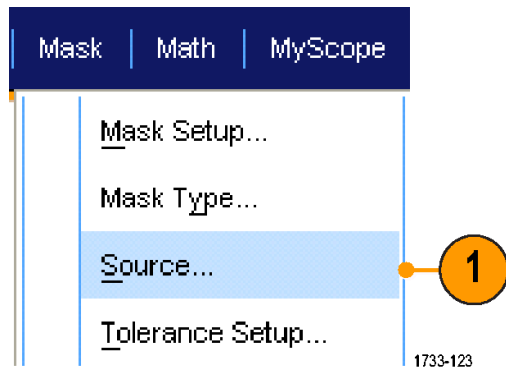 Mask Math MyScope
Mask Setup...
Mask Type...
Source...
1
Tolerance Setup...
1733-123